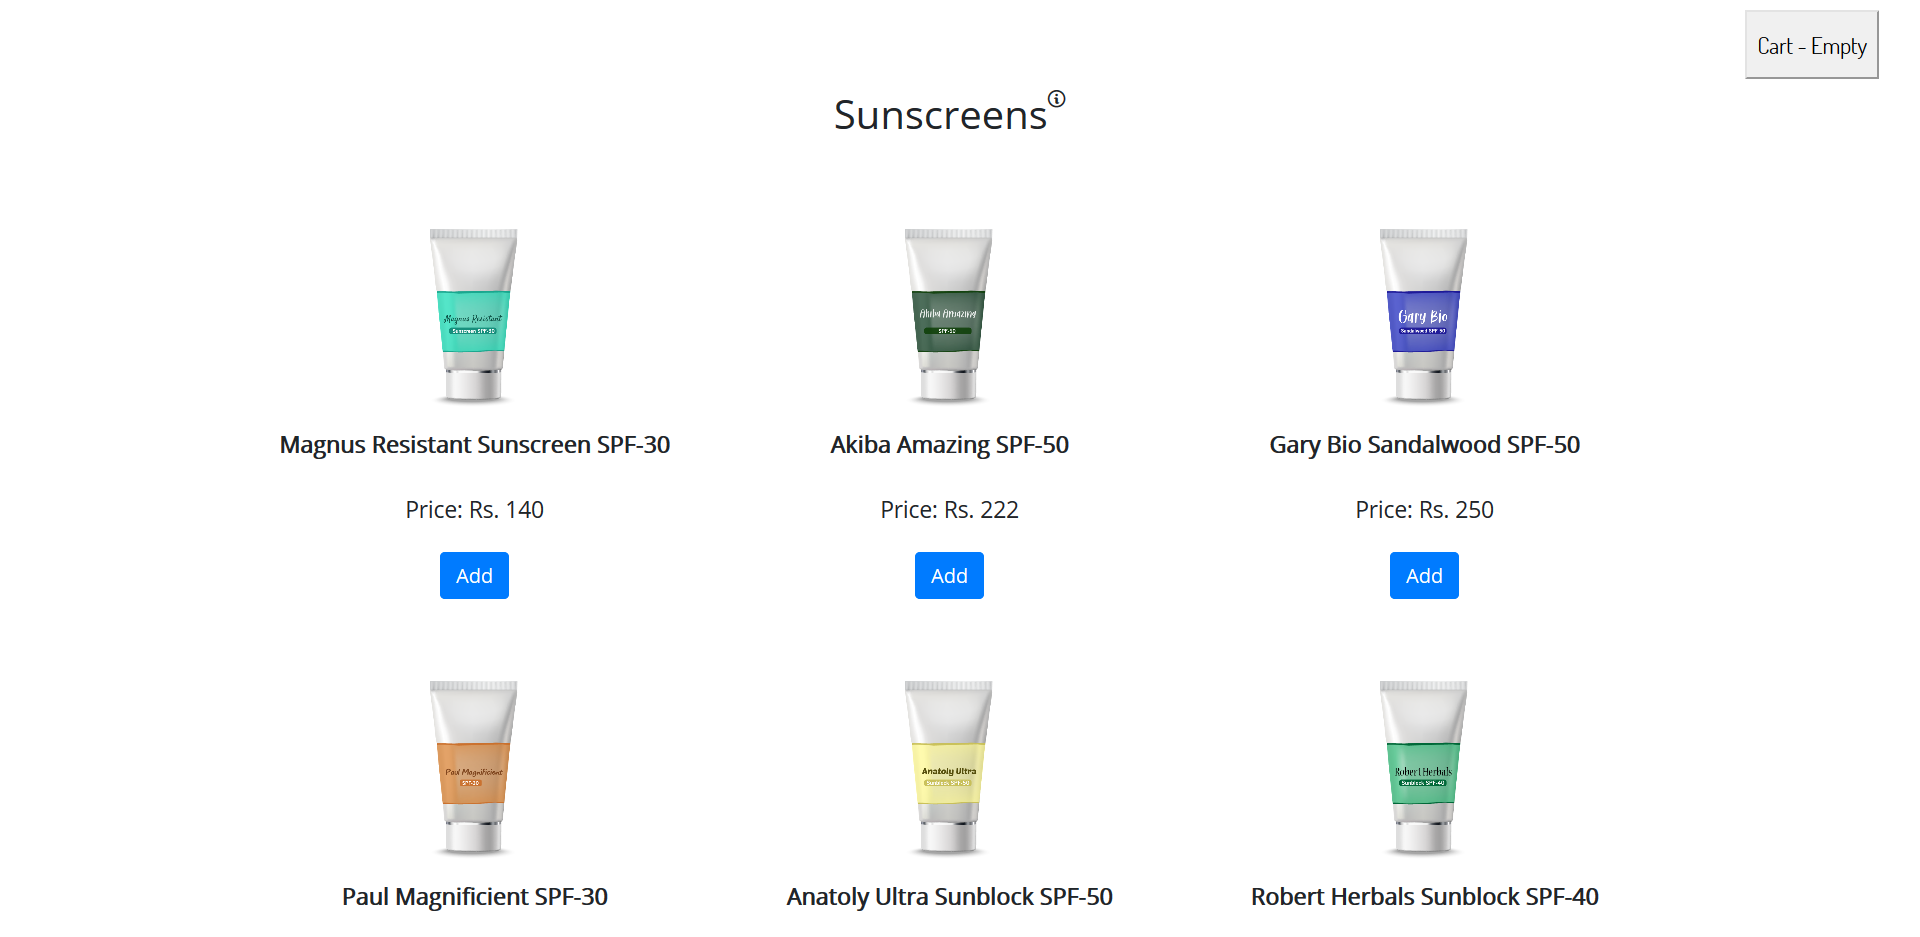 Cart - Empty
Sunscreens
Magnus Resistant
Sunscreen SPF-30
Akiba Amazing
SPF-50
Gary Bio
Sandalwood SPF-50
Magnus Resistant Sunscreen SPF-30
Akiba Amazing SPF-50
Gary Bio Sandalwood SPF-50
Price: Rs. 140
Price: Rs. 222
Price: Rs. 250
Add
Add
Add
Paul Magnificient
SPF-30
Anatoly Ultra
Sunblock SPF-50
Robert Herbals
Sunblock SPF-40
Paul Magnificient SPF-30
Anatoly Ultra Sunblock SPF-50
Robert Herbals Sunblock SPF-40